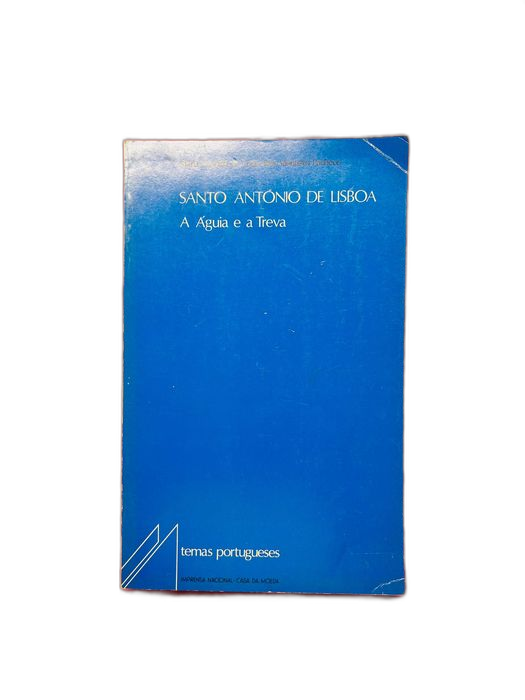 SANTO ANTÓNIO DE LISBOA
A Águia e a Treva
temas portugueses
IMPRENSA NACIONAL-CASA DA MOEDA